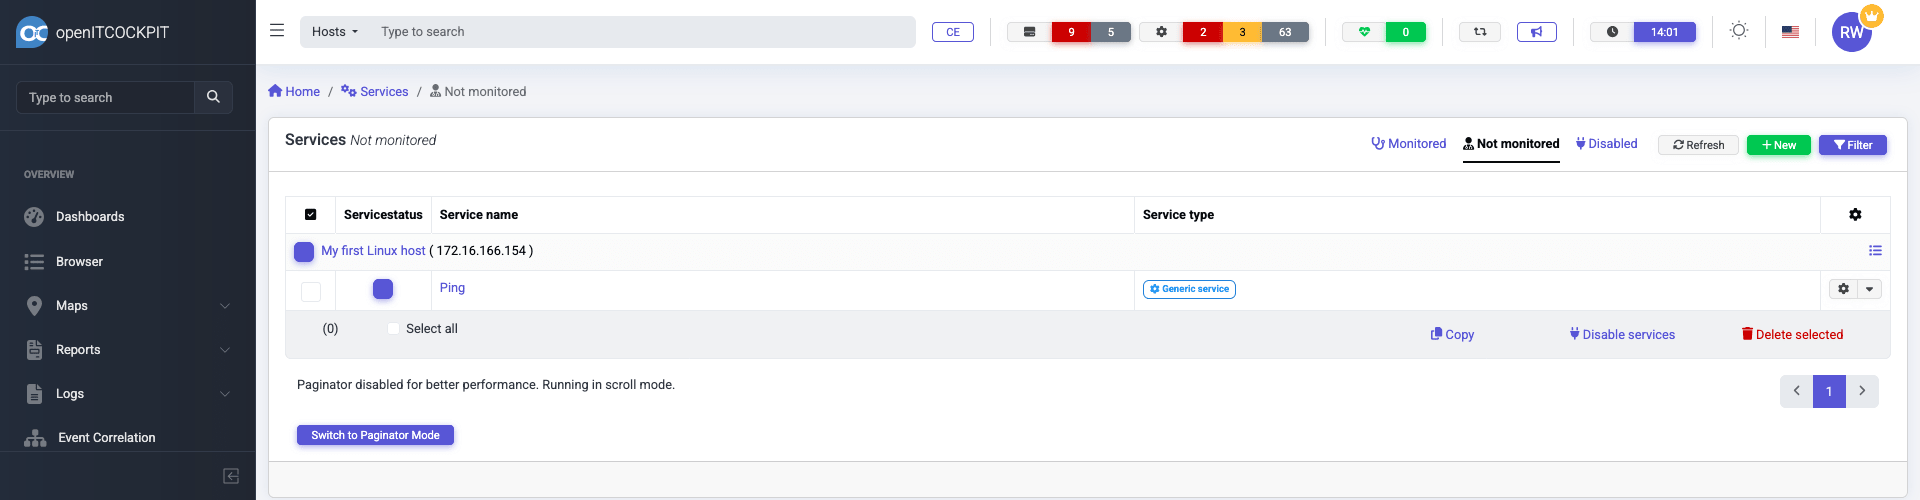 openITCOCKPIT
Hosts Type to search CE 9 5 2 3 63 0 14:01 RW
Type to search
Home / Services / Not monitored
Services Not monitored
Monitored Not monitored Disabled Refresh New Filter
OVERVIEW
Dashboards
Browser
Maps
Reports
Logs
Event Correlation
Servicestatus Service name Service type
My first Linux host ( 172.16.166.154 )
Ping Generic service
(0) Select all Copy Disable services Delete selected
Paginator disabled for better performance. Running in scroll mode.
1
Switch to Paginator Mode